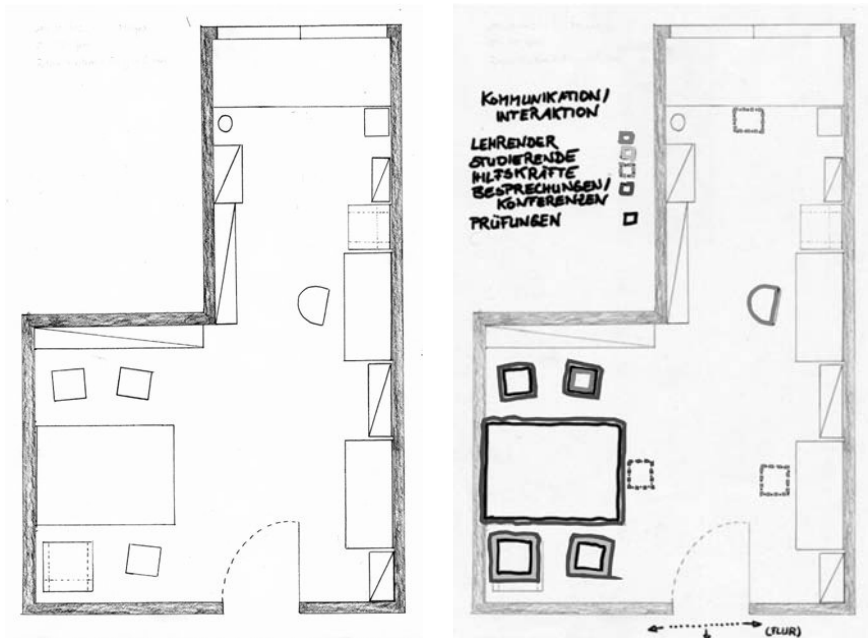 KOMMUNIKATION/
INTERAKTION
LEHRENDER
STUDIERENDE
HILFSKRÄFTE
BESPRECHUNGEN/
KONFERENZEN
PRÜFUNGEN
(FLUR)